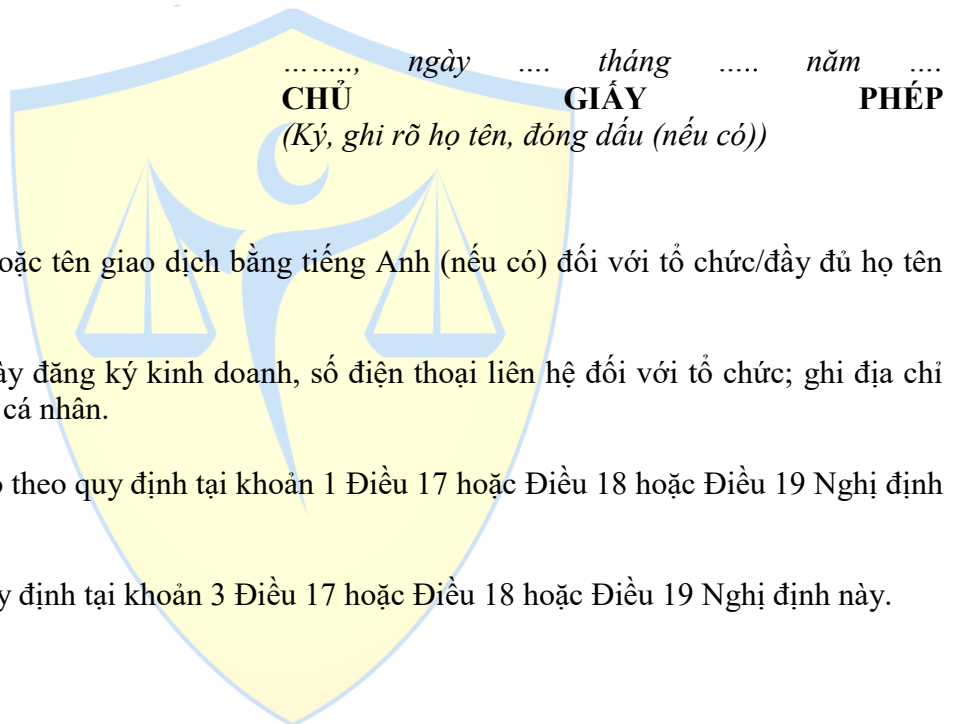 …….., ngày .... tháng ..... năm ....
CHỦ GIẤY PHÉP
(Ký, ghi rõ họ tên, đóng dấu (nếu có))
oặc tên giao dịch bằng tiếng Anh (nếu có) đối với tổ chức/đầy đủ họ tên
ày đăng ký kinh doanh, số điện thoại liên hệ đối với tổ chức; ghi địa chỉ
cá nhân.
theo quy định tại khoản 1 Điều 17 hoặc Điều 18 hoặc Điều 19 Nghị định
y định tại khoản 3 Điều 17 hoặc Điều 18 hoặc Điều 19 Nghị định này.